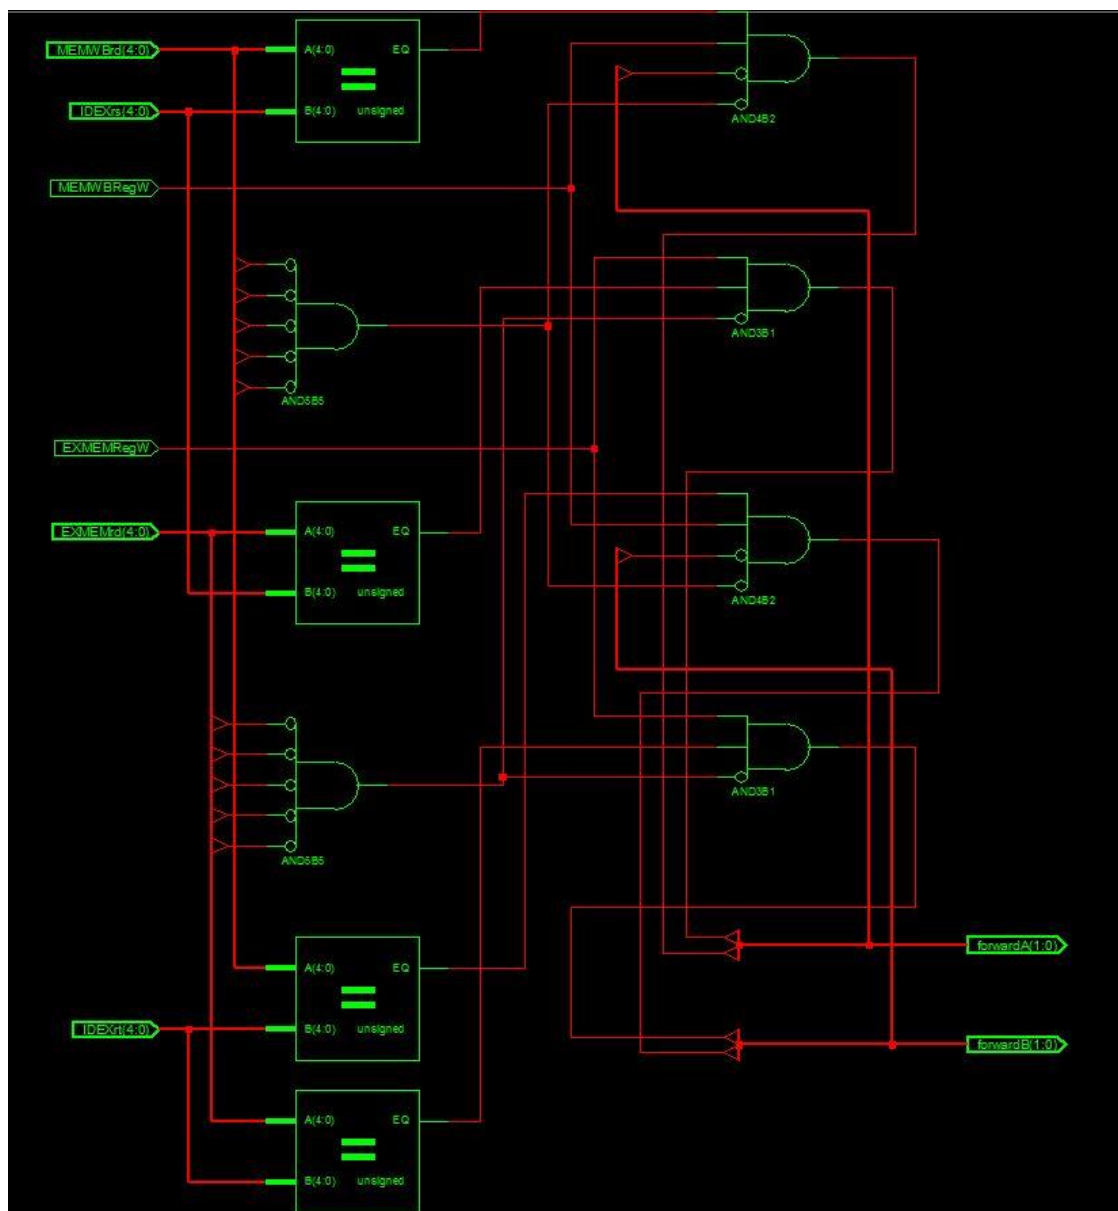 MEMWBrd(4:0)
A(4:0) EQ
IDEXrs(4:0)
B(4:0) unsigned
AND4B2
MEMWBRegW
AND3B1
AND5B5
EXMEMRegW
EXMEMrd(4:0)
A(4:0) EQ
B(4:0) unsigned
AND4B2
AND3B1
AND5B5
forwardA(1:0)
A(4:0) EQ
IDEXrt(4:0)
B(4:0) unsigned
forwardB(1:0)
A(4:0) EQ
B(4:0) unsigned